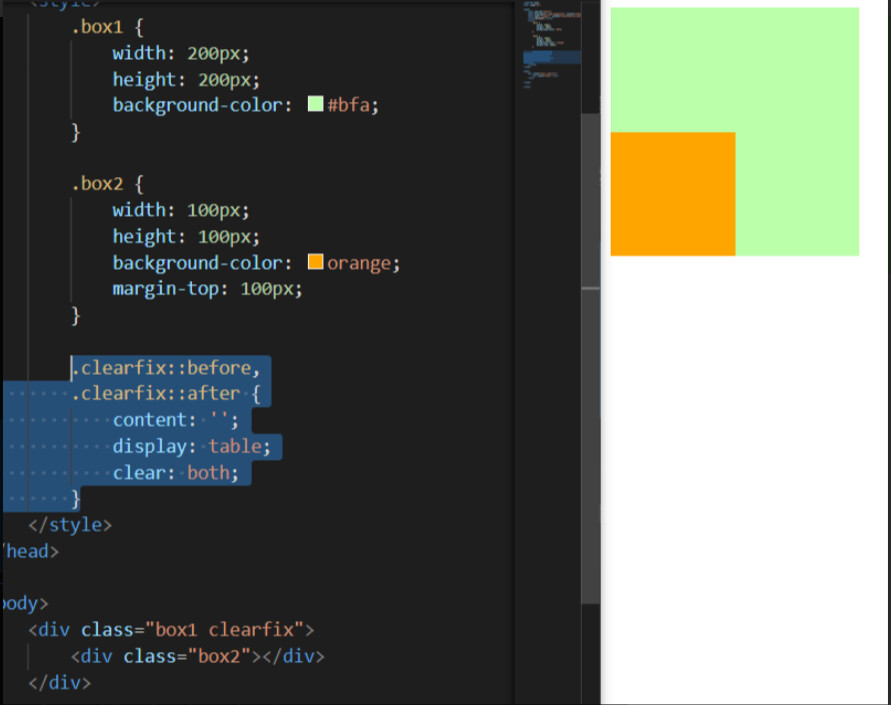 <style>
.box1 {
width: 200px;
height: 200px;
background-color: #bfa;
}
.box2 {
width: 100px;
height: 100px;
background-color: orange;
margin-top: 100px;
}
.clearfix::before,
.clearfix::after {
content: '';
display: table;
clear: both;
}
</style>
/head>
ody>
<div class="box1 clearfix">
<div class="box2"></div>
</div>